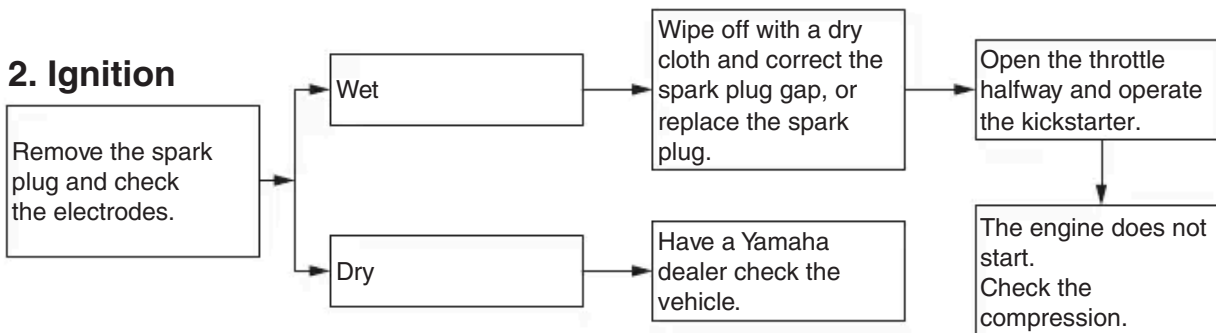 2. Ignition
Remove the spark
plug and check
the electrodes.
Wet
Wipe off with a dry
cloth and correct the
spark plug gap, or
replace the spark
plug.
Open the throttle
halfway and operate
the kickstarter.
The engine does not
start.
Check the
compression.
Dry
Have a Yamaha
dealer check the
vehicle.